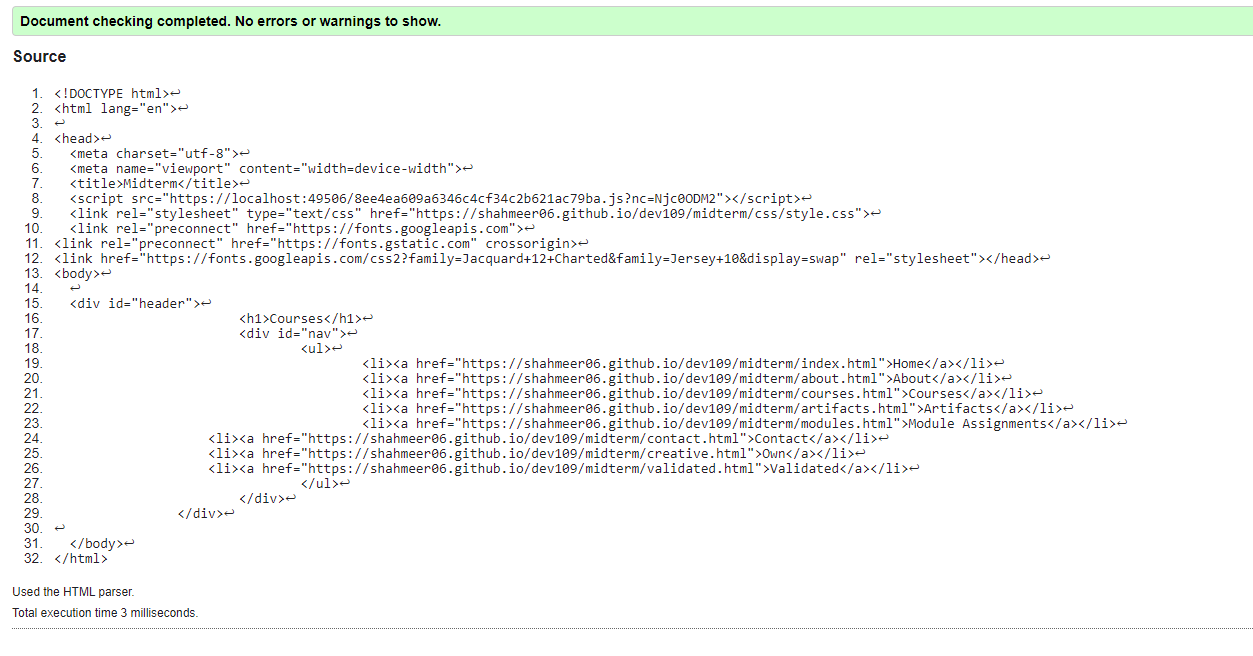 Document checking completed. No errors or warnings to show.
Source
1. <!DOCTYPE html>↩
2. <html lang="en">↩
3. ↩
4. <head>↩
5.   <meta charset="utf-8">↩
6.   <meta name="viewport" content="width=device-width">↩
7.   <title>Midterm</title>↩
8.   <script src="https://localhost:49506/8ee4ea609a6346c4cf34c2b621ac79ba.js?nc=Njc0ODM2"></script>↩
9.   <link rel="stylesheet" type="text/css" href="https://shahmeer06.github.io/dev109/midterm/css/style.css">↩
10.   <link rel="preconnect" href="https://fonts.googleapis.com">↩
11. <link rel="preconnect" href="https://fonts.gstatic.com" crossorigin>↩
12. <link href="https://fonts.googleapis.com/css2?family=Jacquard+12+Charted&family=Jersey+10&display=swap" rel="stylesheet"></head>↩
13. <body>↩
14.   ↩
15.   <div id="header">↩
16.                         <h1>Courses</h1>↩
17.                         <div id="nav">↩
18.                                 <ul>↩
19.                                         <li><a href="https://shahmeer06.github.io/dev109/midterm/index.html">Home</a></li>↩
20.                                         <li><a href="https://shahmeer06.github.io/dev109/midterm/about.html">About</a></li>↩
21.                                         <li><a href="https://shahmeer06.github.io/dev109/midterm/courses.html">Courses</a></li>↩
22.                                         <li><a href="https://shahmeer06.github.io/dev109/midterm/artifacts.html">Artifacts</a></li>↩
23.                                         <li><a href="https://shahmeer06.github.io/dev109/midterm/modules.html">Module Assignments</a></li>↩
24.                     <li><a href="https://shahmeer06.github.io/dev109/midterm/contact.html">Contact</a></li>↩
25.                     <li><a href="https://shahmeer06.github.io/dev109/midterm/creative.html">Own</a></li>↩
26.                     <li><a href="https://shahmeer06.github.io/dev109/midterm/validated.html">Validated</a></li>↩
27.                                 </ul>↩
28.                         </div>↩
29.                 </div>↩
30. ↩
31.   </body>↩
32. </html>
Used the HTML parser.
Total execution time 3 milliseconds.